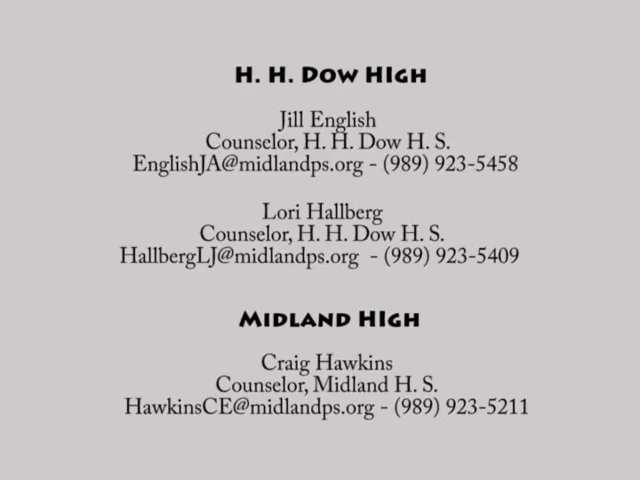 H. H. Dow High
Jill English
Counselor, H. H. Dow H. S.
EnglishJA@midlandps.org - (989) 923-5458
Lori Hallberg
Counselor, H. H. Dow H. S.
HallbergLJ@midlandps.org - (989) 923-5409
Midland High
Craig Hawkins
Counselor, Midland H. S.
HawkinsCE@midlandps.org - (989) 923-5211